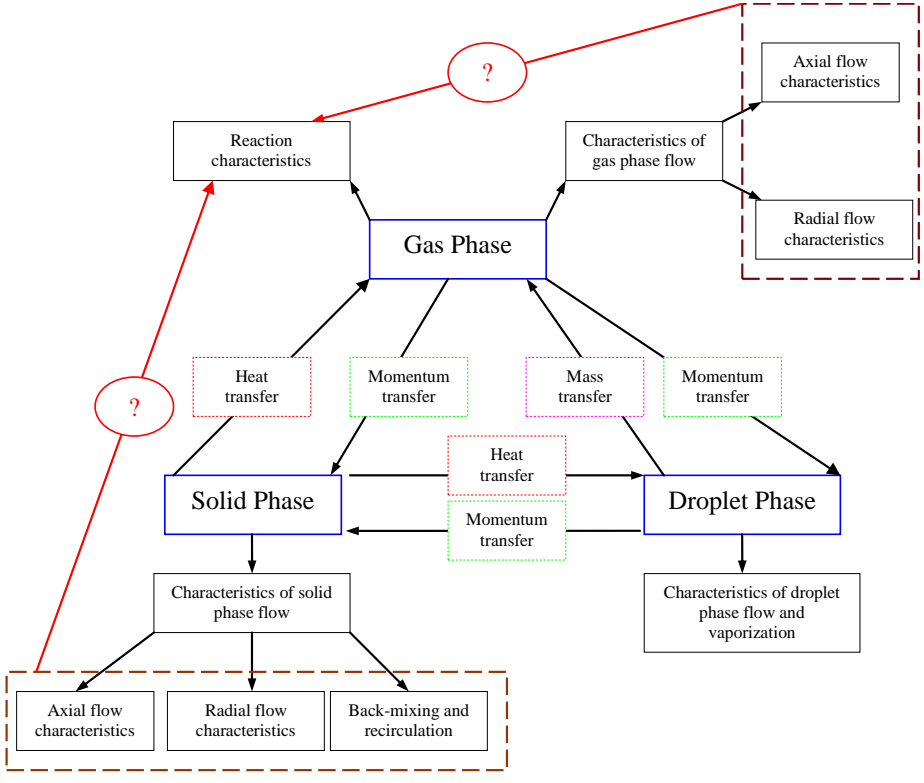 ?
Axial flow
characteristics
Reaction
characteristics
Characteristics of
gas phase flow
Radial flow
characteristics
Gas Phase
Heat
transfer
Momentum
transfer
Mass
transfer
Momentum
transfer
?
Heat
transfer
Solid Phase
Droplet Phase
Momentum
transfer
Characteristics of solid
phase flow
Characteristics of droplet
phase flow and
vaporization
Axial flow
characteristics
Radial flow
characteristics
Back-mixing and
recirculation